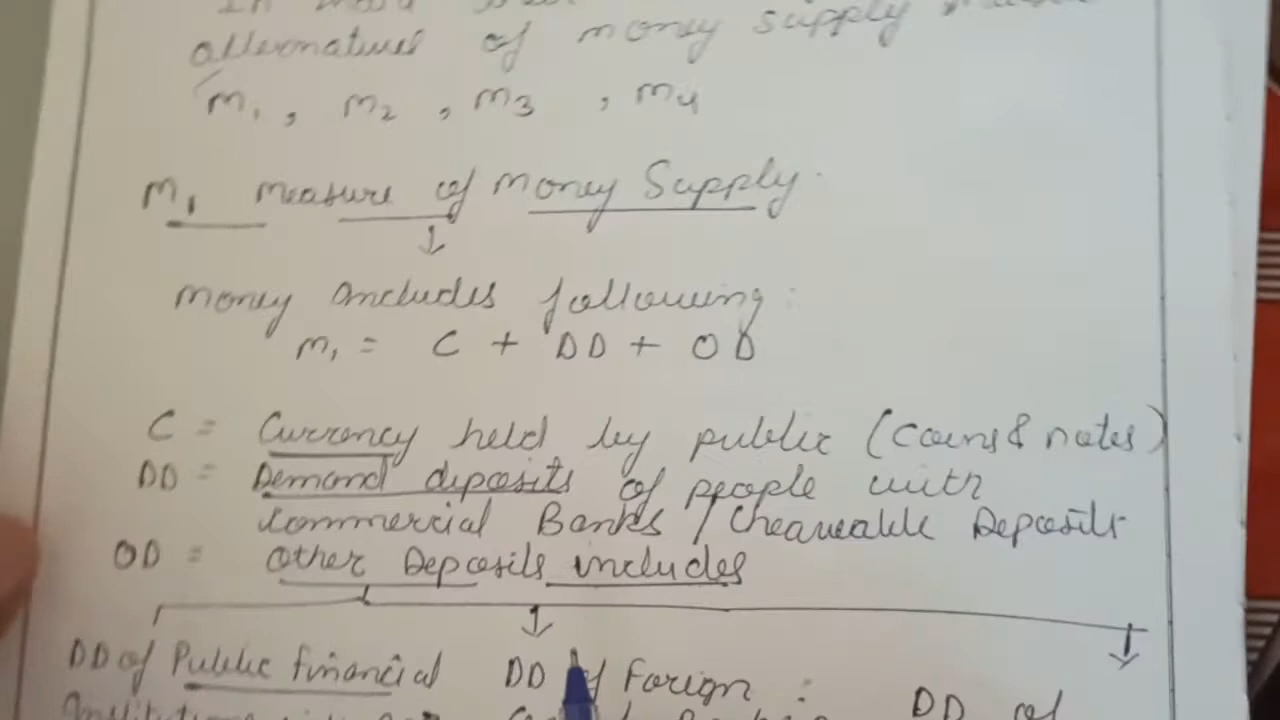 alternatives of money supply
M1, M2, M3, M4
M1 Measure of Money Supply.
↓
Money Includes following:
M1 = C + DD + OD
C = Currency held by public (coins & notes)
DD = Demand deposits of people with
Commercial Banks / Chequeable Deposits
OD = Other Deposits includes
DD of Public financial DD of Foreign : DD of